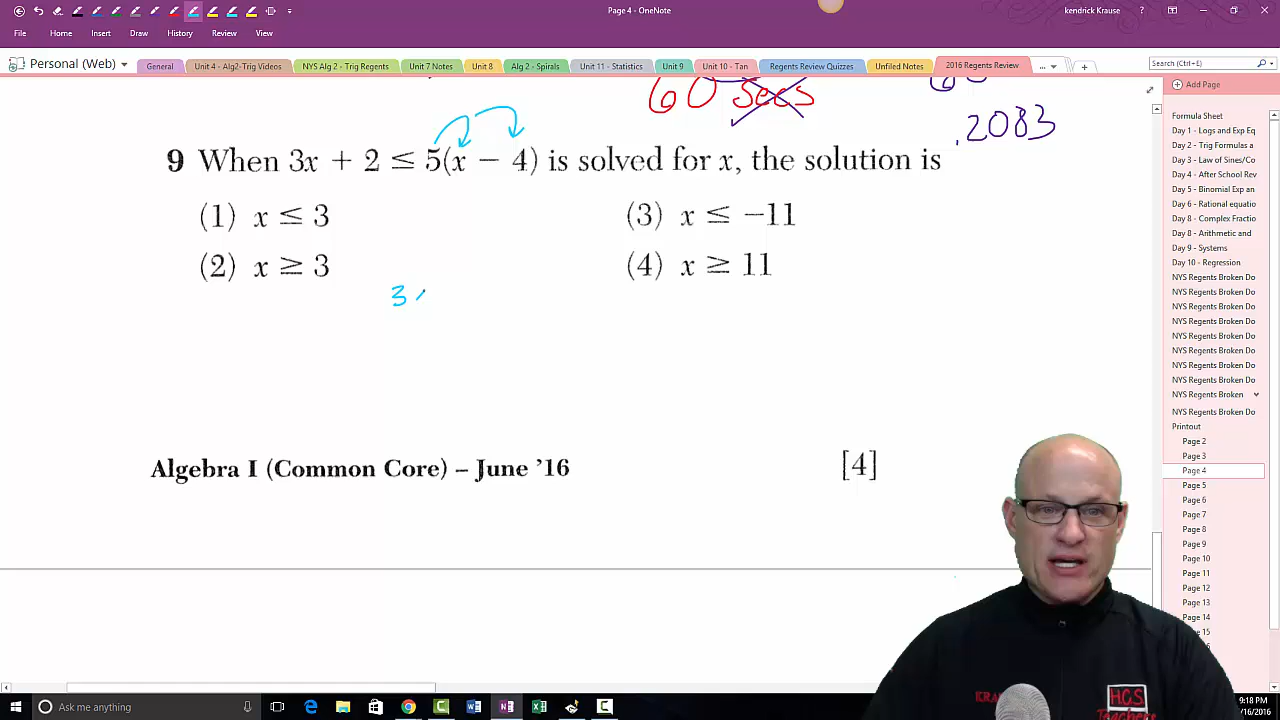 Page 4 - OneNote
kendrick Krause
?
File
Home
Insert
Draw
History
Review
View
Personal (Web)
General
Unit 4 - Alg2-Trig Videos
NYS Alg 2 - Trig Regents
Unit 7 Notes
Unit 8
Alg 2 - Spirals
Unit 11 - Statistics
Unit 9
Unit 10 - Tan
Regents Review Quizzes
Unfiled Notes
2016 Regents Review
...
Search (Ctrl+E)
60 Secs
.2083
9 When 3x + 2 ≤ 5(x − 4) is solved for x, the solution is
(1) x ≤ 3
(3) x ≤ −11
(2) x ≥ 3
(4) x ≥ 11
3
Algebra I (Common Core) – June ’16
[4]
Add Page
Formula Sheet
Day 1 - Logs and Exp Eq
Day 2 - Trig Formulas a
Day 3 - Law of Sines/Co
Day 4 - After School Rev
Day 5 - Binomial Exp an
Day 6 - Rational equatio
Day 8 - Complex Fractio
Day 8 - Arithmetic and
Day 9 - Systems
Day 10 - Regression
NYS Regents Broken Do
NYS Regents Broken Do
NYS Regents Broken Do
NYS Regents Broken Do
NYS Regents Broken Do
NYS Regents Broken Do
NYS Regents Broken Do
NYS Regents Broken Do
NYS Regents Broken
NYS Regents Broken Do
Printout
Page 2
Page 3
Page 4
Page 5
Page 6
Page 7
Page 8
Page 9
Page 10
Page 11
Page 12
Page 13
Page 14
15
HCS
Teachers
Ask me anything
9:18 PM
/16/2016